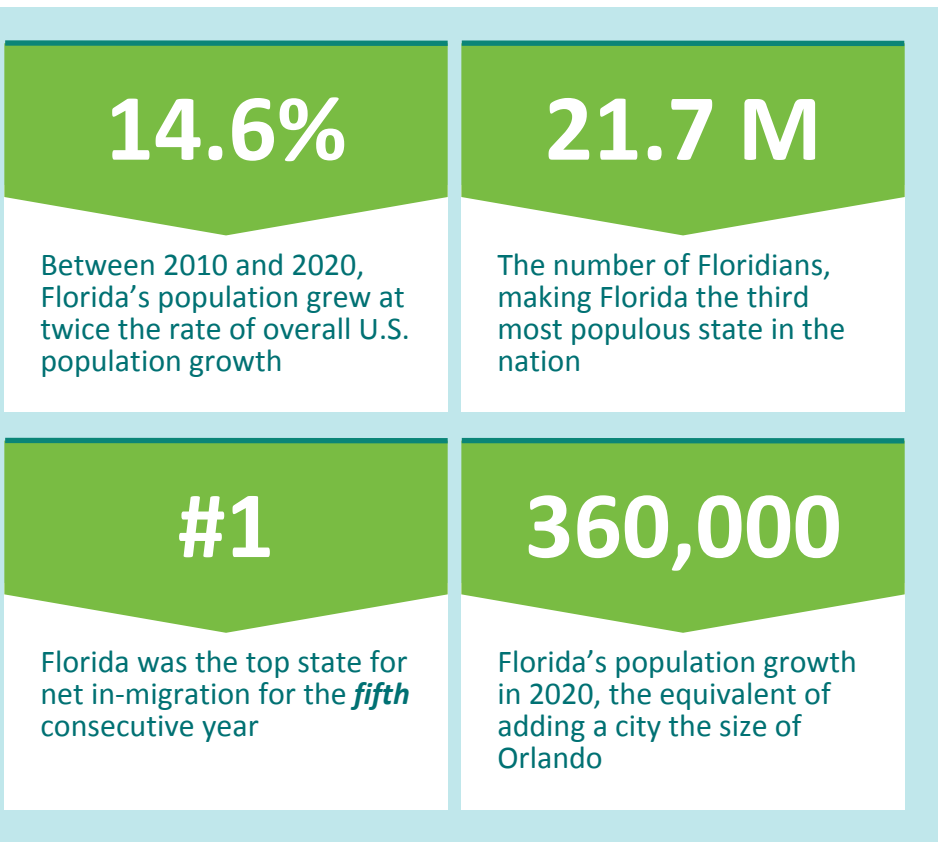 14.6%
Between 2010 and 2020,
Florida’s population grew at
twice the rate of overall U.S.
population growth
21.7 M
The number of Floridians,
making Florida the third
most populous state in the
nation
#1
Florida was the top state for
net in-migration for the fifth
consecutive year
360,000
Florida’s population growth
in 2020, the equivalent of
adding a city the size of
Orlando